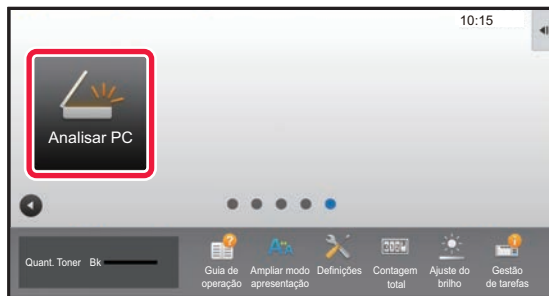 10:15
Analisar PC
Quant. Toner Bk
Guia de
operação
Ampliar modo
apresentação
Definições
Contagem
total
Ajuste do
brilho
Gestão
de tarefas